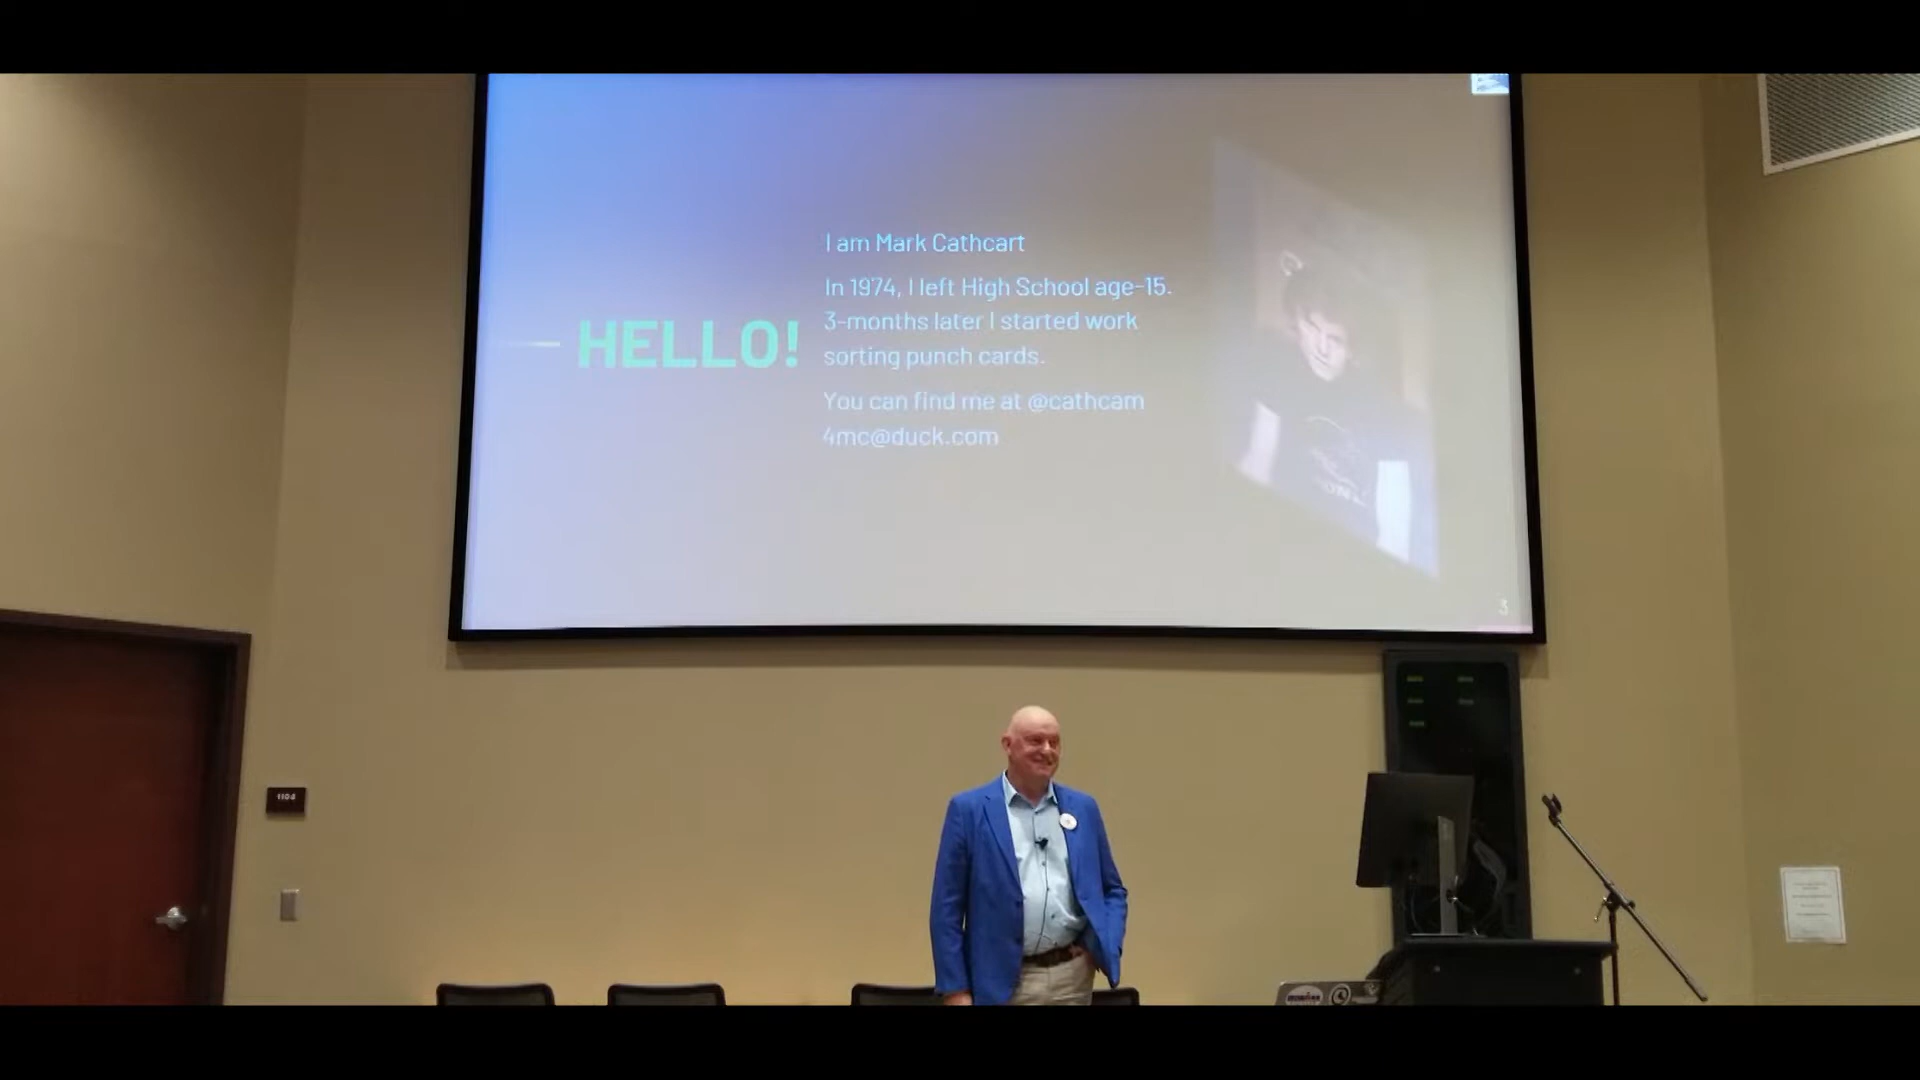 I am Mark Cathcart
In 1974, I left High School age-15.
3-months later I started work
sorting punch cards.
HELLO!
You can find me at @cathcam
4mc@duck.com
3